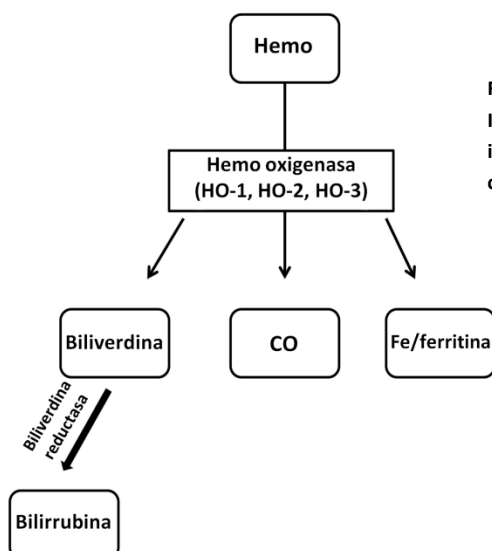 Hemo
Hemo oxigenasa
(HO-1, HO-2, HO-3)
Biliverdina
CO
Fe/ferritina
Biliverdina
reductasa
Bilirrubina